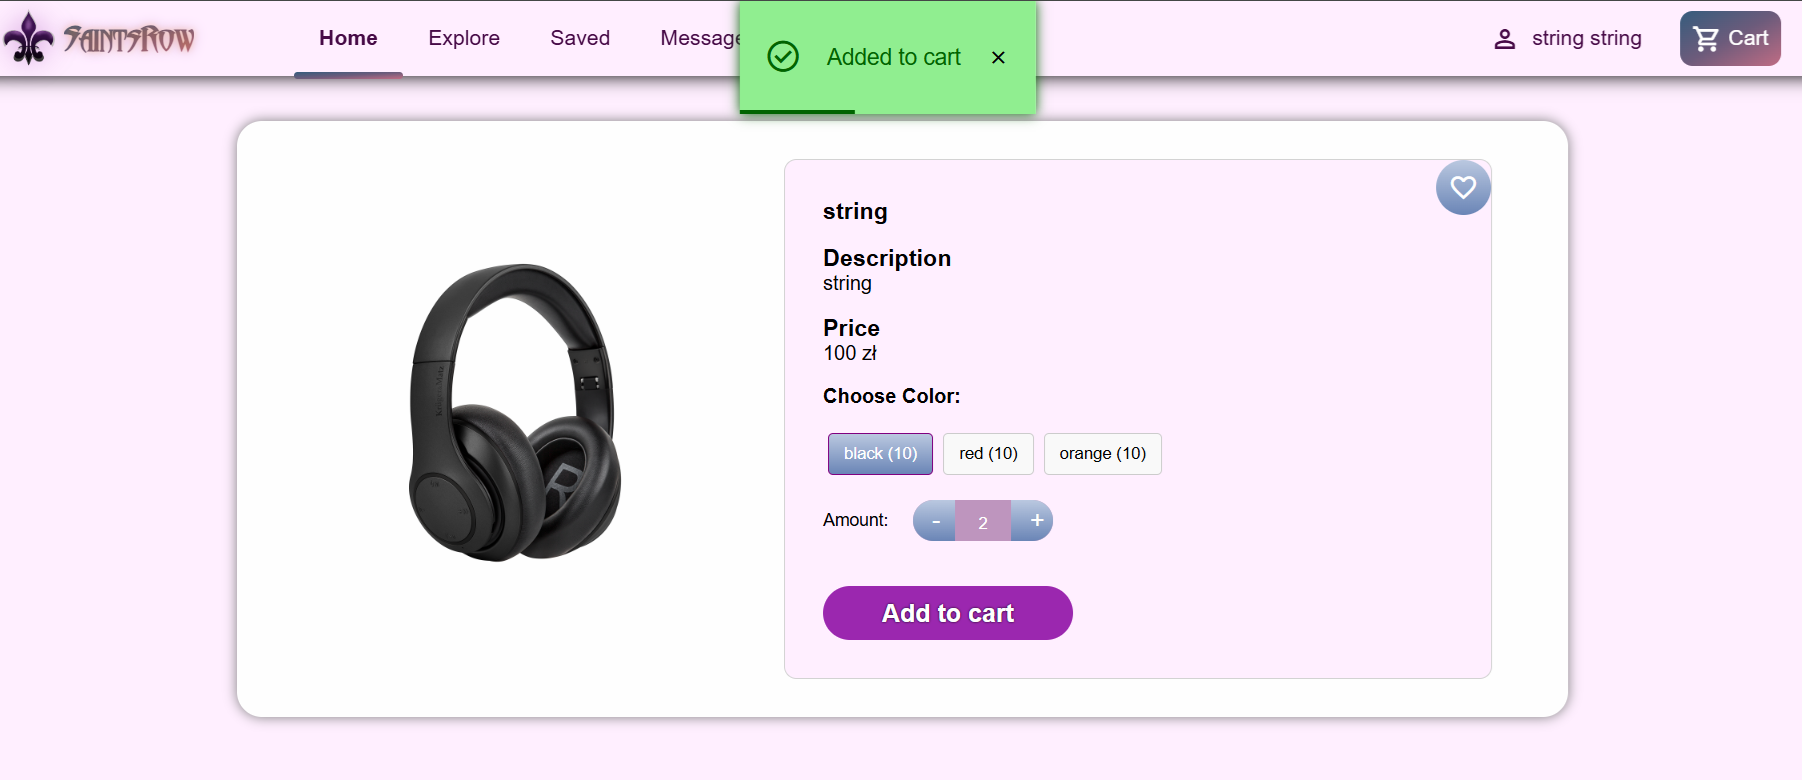 SAINTSROW
Home
Explore
Saved
Message
Added to cart
string string
Cart
string
Description
string
Price
100 zł
Choose Color:
black (10)
red (10)
orange (10)
Amount:
-
2
+
Add to cart